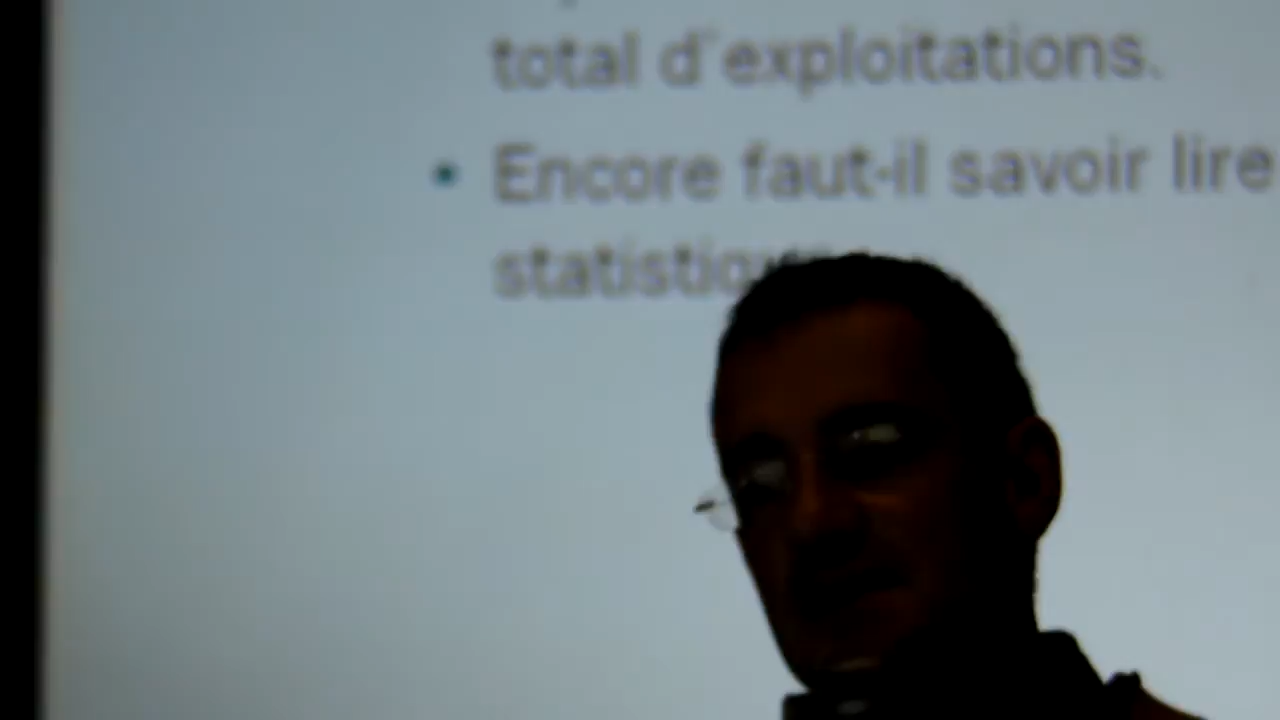 total d'exploitations.
• Encore faut-il savoir lire